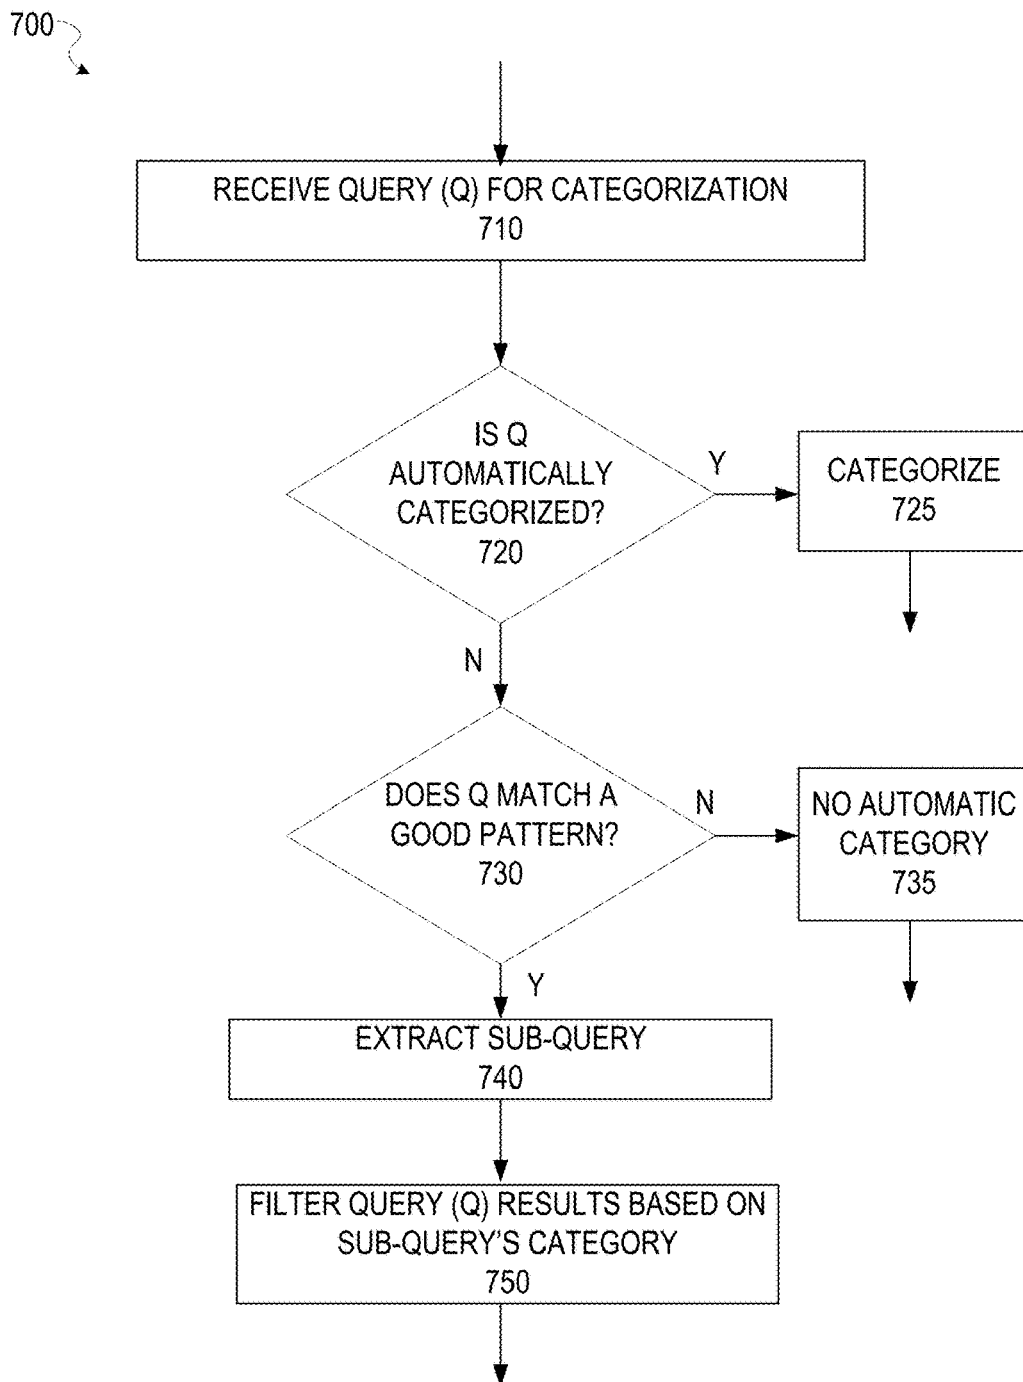 700
RECEIVE QUERY (Q) FOR CATEGORIZATION
710
IS Q
AUTOMATICALLY
CATEGORIZED?
720
Y
CATEGORIZE
725
N
DOES Q MATCH A
GOOD PATTERN?
730
N
NO AUTOMATIC
CATEGORY
735
Y
EXTRACT SUB-QUERY
740
FILTER QUERY (Q) RESULTS BASED ON
SUB-QUERY'S CATEGORY
750